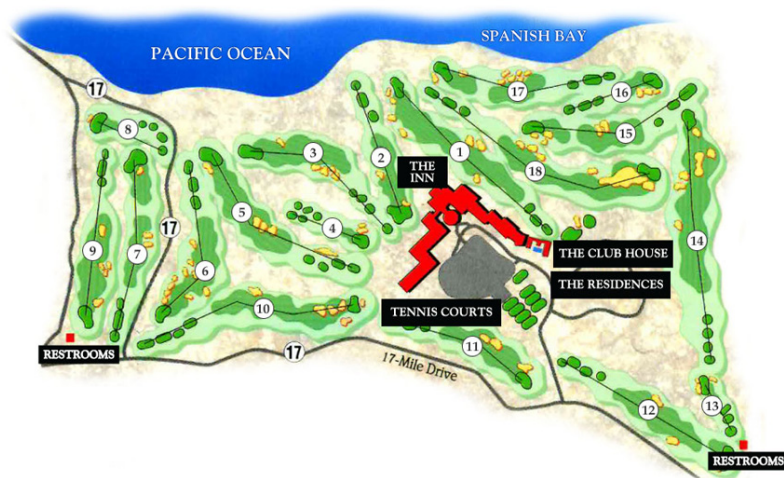 PACIFIC OCEAN
SPANISH BAY
17
8
3
2
1
17
16
15
18
THE
INN
4
5
9
7
17
6
14
THE CLUB HOUSE
THE RESIDENCES
10
TENNIS COURTS
RESTROOMS
17
11
17-Mile Drive
12
13
RESTROOMS